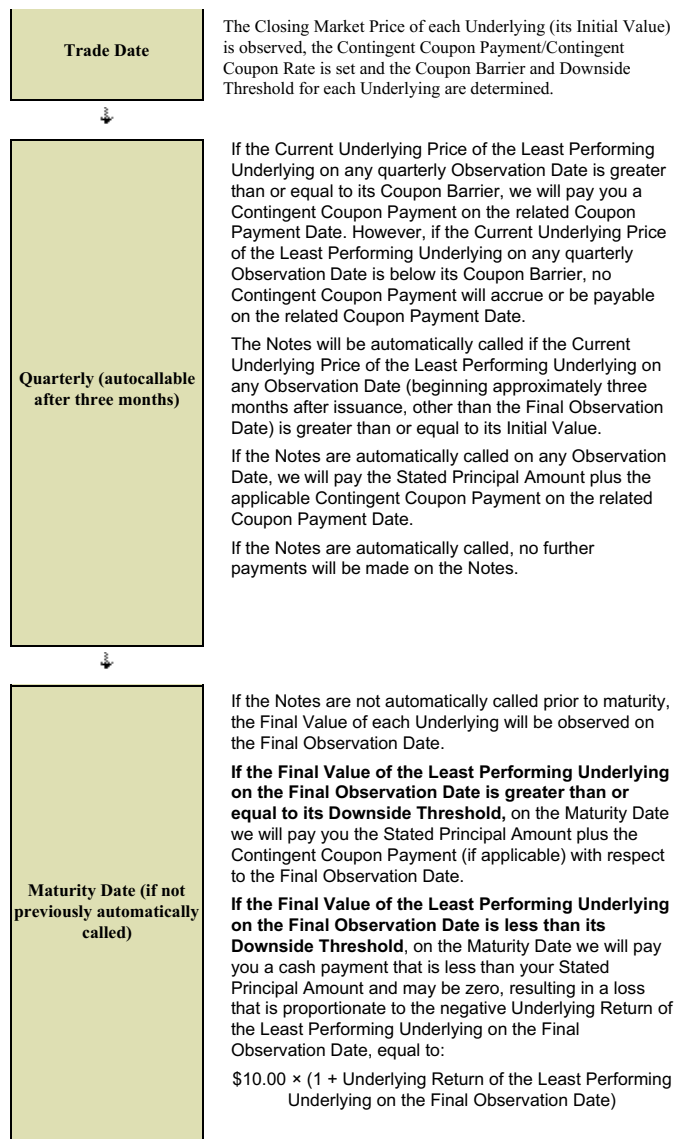 Trade Date
The Closing Market Price of each Underlying (its Initial Value)
is observed, the Contingent Coupon Payment/Contingent
Coupon Rate is set and the Coupon Barrier and Downside
Threshold for each Underlying are determined.
Quarterly (autocallable
after three months)
If the Current Underlying Price of the Least Performing
Underlying on any quarterly Observation Date is greater
than or equal to its Coupon Barrier, we will pay you a
Contingent Coupon Payment on the related Coupon
Payment Date. However, if the Current Underlying Price
of the Least Performing Underlying on any quarterly
Observation Date is below its Coupon Barrier, no
Contingent Coupon Payment will accrue or be payable
on the related Coupon Payment Date.
The Notes will be automatically called if the Current
Underlying Price of the Least Performing Underlying on
any Observation Date (beginning approximately three
months after issuance, other than the Final Observation
Date) is greater than or equal to its Initial Value.
If the Notes are automatically called on any Observation
Date, we will pay the Stated Principal Amount plus the
applicable Contingent Coupon Payment on the related
Coupon Payment Date.
If the Notes are automatically called, no further
payments will be made on the Notes.
Maturity Date (if not
previously automatically
called)
If the Notes are not automatically called prior to maturity,
the Final Value of each Underlying will be observed on
the Final Observation Date.
If the Final Value of the Least Performing Underlying
on the Final Observation Date is greater than or
equal to its Downside Threshold, on the Maturity Date
we will pay you the Stated Principal Amount plus the
Contingent Coupon Payment (if applicable) with respect
to the Final Observation Date.
If the Final Value of the Least Performing Underlying
on the Final Observation Date is less than its
Downside Threshold, on the Maturity Date we will pay
you a cash payment that is less than your Stated
Principal Amount and may be zero, resulting in a loss
that is proportionate to the negative Underlying Return of
the Least Performing Underlying on the Final
Observation Date, equal to:
$10.00 × (1 + Underlying Return of the Least Performing
Underlying on the Final Observation Date)